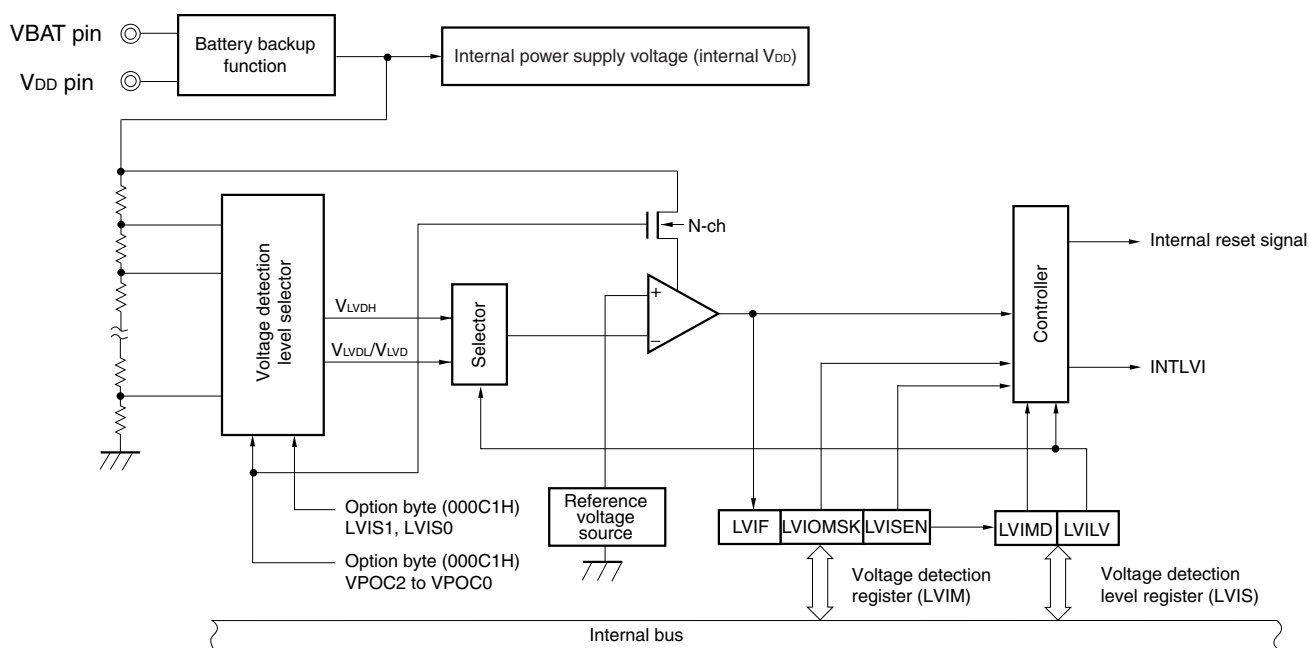 VBAT pin
VDD pin
Battery backup
function
Internal power supply voltage (internal VDD)
N-ch
Voltage detection
level selector
VLVDH
VLVDL/VLVD
Selector
+
−
Controller
Internal reset signal
INTLVI
Option byte (000C1H)
LVIS1, LVIS0
Option byte (000C1H)
VPOC2 to VPOC0
Reference
voltage
source
LVIF
LVIOMSK
LVISEN
LVIMD
LVILV
Voltage detection
register (LVIM)
Voltage detection
level register (LVIS)
Internal bus